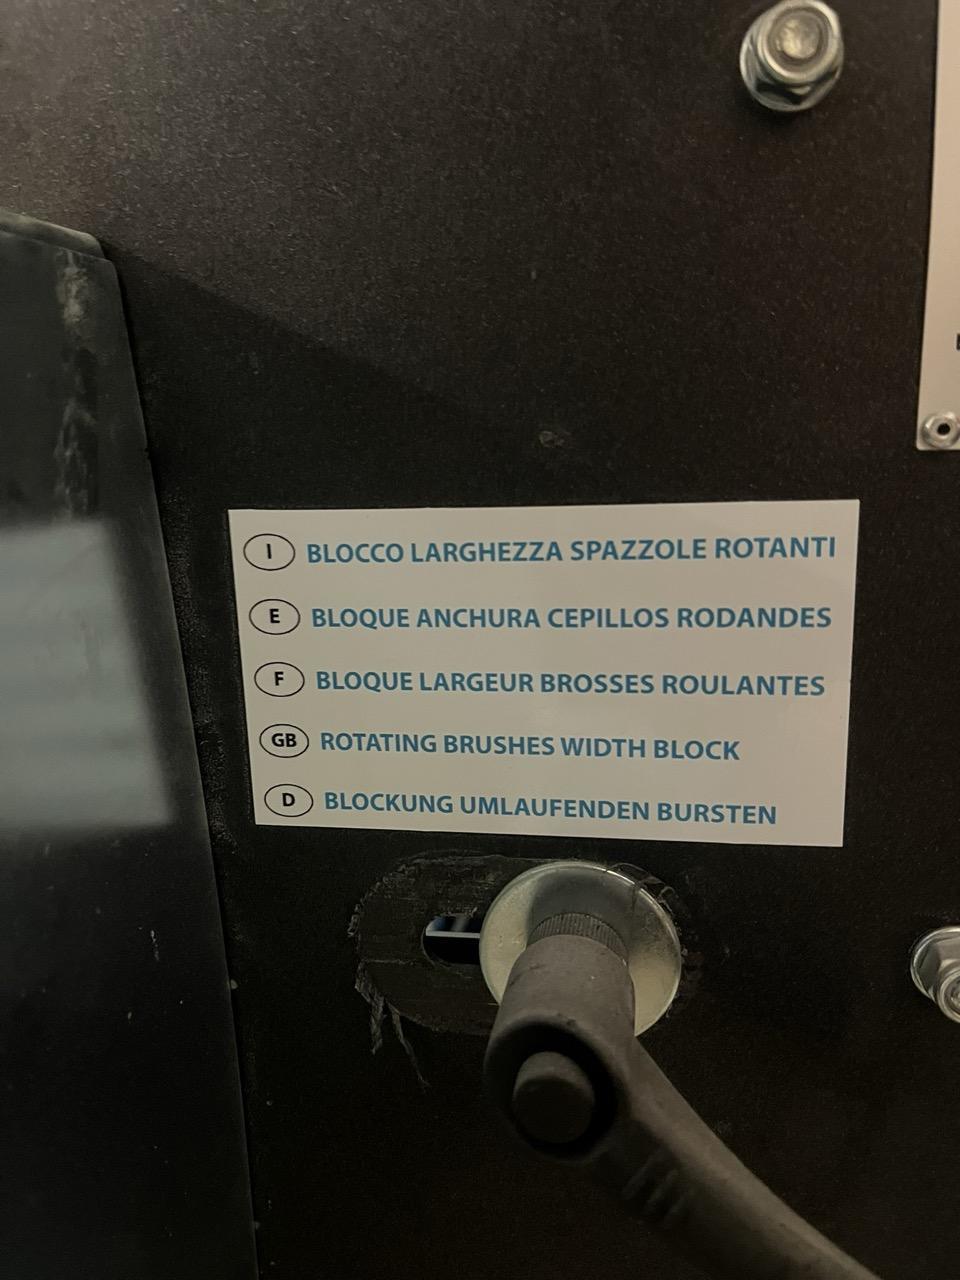 I BLOCCO LARGHEZZA SPAZZOLE ROTANTI
E BLOQUE ANCHURA CEPILLOS RODANDES
F BLOQUE LARGEUR BROSSES ROULANTES
GB ROTATING BRUSHES WIDTH BLOCK
D BLOCKUNG UMLAUFENDEN BURSTEN